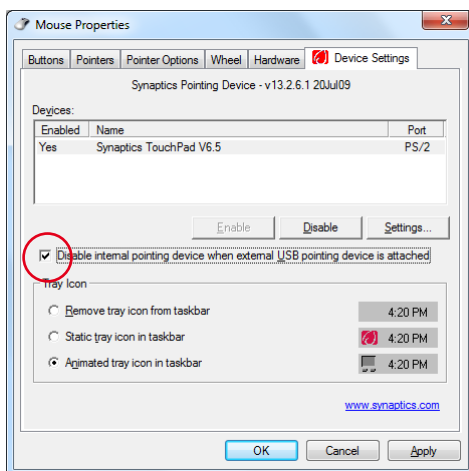 Mouse Properties
Buttons Pointers Pointer Options Wheel Hardware Device Settings
Synaptics Pointing Device - v13.2.6.1 20Jul09
Devices:
Enabled Name Port
Yes Synaptics TouchPad V6.5 PS/2
Enable Disable Settings...
Disable internal pointing device when external USB pointing device is attached
Tray Icon
Remove tray icon from taskbar 4:20 PM
Static tray icon in taskbar 4:20 PM
Animated tray icon in taskbar 4:20 PM
www.synaptics.com
OK Cancel Apply